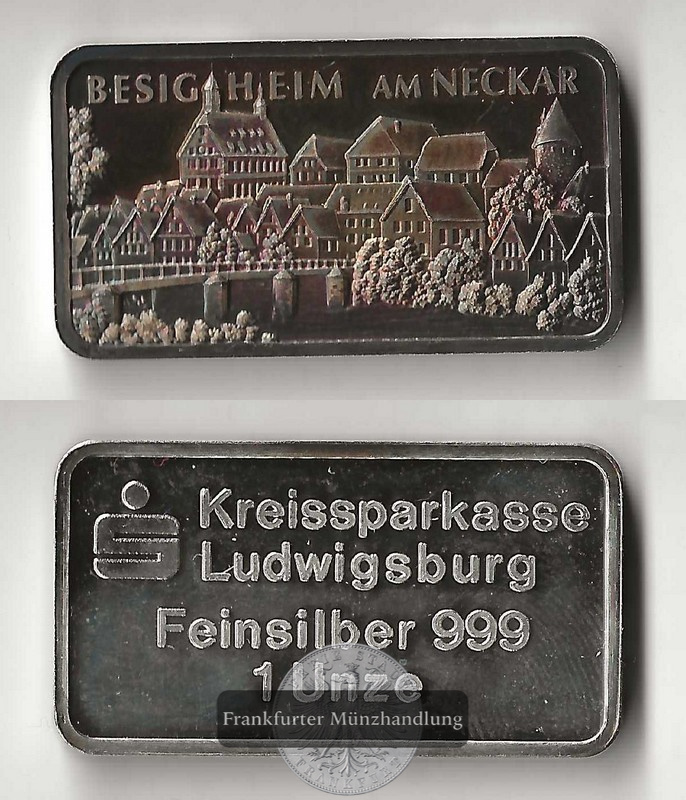 BESIGHEIM AM NECKAR
Kreissparkasse
Ludwigsburg
Feinsilber 999
1 Unze
Frankfurter Münzhandlung